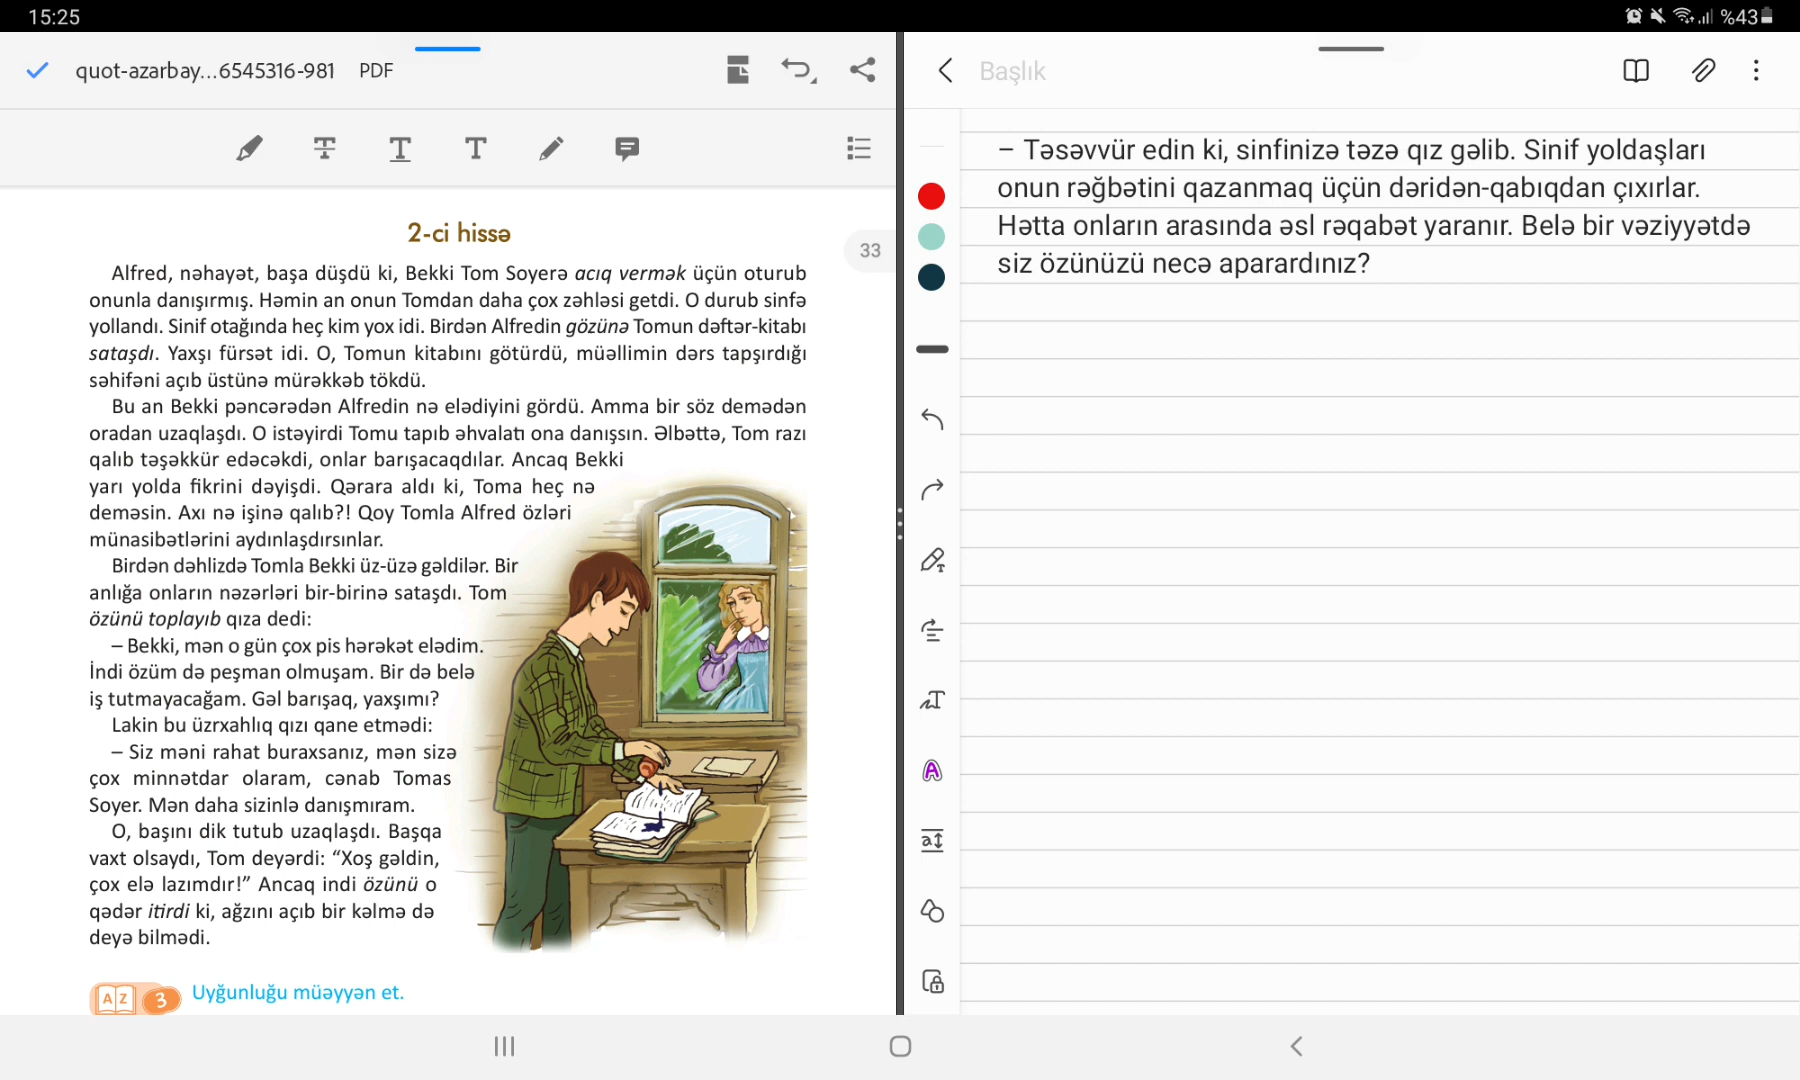 15:25
%43
quot-azarbay...6545316-981 PDF
2-ci hissə
33
Alfred, nəhayət, başa düşdü ki, Bekki Tom Soyerə acıq vermək üçün oturub
onunla danışırmış. Həmin an onun Tomdan daha çox zəhləsi getdi. O durub sinfə
yollandı. Sinif otağında heç kim yox idi. Birdən Alfredin gözünə Tomun dəftər-kitabı
sataşdı. Yaxşı fürsət idi. O, Tomun kitabını götürdü, müəllimin dərs tapşırdığı
səhifəni açıb üstünə mürəkkəb tökdü.
Bu an Bekki pəncərədən Alfredin nə elədiyini gördü. Amma bir söz demədən
oradan uzaqlaşdı. O istəyirdi Tomu tapıb əhvalatı ona danışsın. Əlbəttə, Tom razı
qalıb təşəkkür edəcəkdi, onlar barışacaqdılar. Ancaq Bekki
yarı yolda fikrini dəyişdi. Qərara aldı ki, Toma heç nə
deməsin. Axı nə işinə qalıb?! Qoy Tomla Alfred özləri
münasibətlərini aydınlaşdırsınlar.
Birdən dəhlizdə Tomla Bekki üz-üzə gəldilər. Bir
anlığa onların nəzərləri bir-birinə sataşdı. Tom
özünü toplayıb qıza dedi:
– Bekki, mən o gün çox pis hərəkət elədim.
İndi özüm də peşman olmuşam. Bir də belə
iş tutmayacağam. Gəl barışaq, yaxşımı?
Lakin bu üzrxahlıq qızı qane etmədi:
– Siz məni rahat buraxsanız, mən sizə
çox minnətdar olaram, cənab Tomas
Soyer. Mən daha sizinlə danışmıram.
O, başını dik tutub uzaqlaşdı. Başqa
vaxt olsaydı, Tom deyərdi: “Xoş gəldin,
çox elə lazımdır!” Ancaq indi özünü o
qədər itirdi ki, ağzını açıb bir kəlmə də
deyə bilmədi.
A Z 3 Uyğunluğu müəyyən et.
Başlık
– Təsəvvür edin ki, sinfinizə təzə qız gəlib. Sinif yoldaşları
onun rəğbətini qazanmaq üçün dəridən-qabıqdan çıxırlar.
Hətta onların arasında əsl rəqabət yaranır. Belə bir vəziyyətdə
siz özünüzü necə aparardınız?